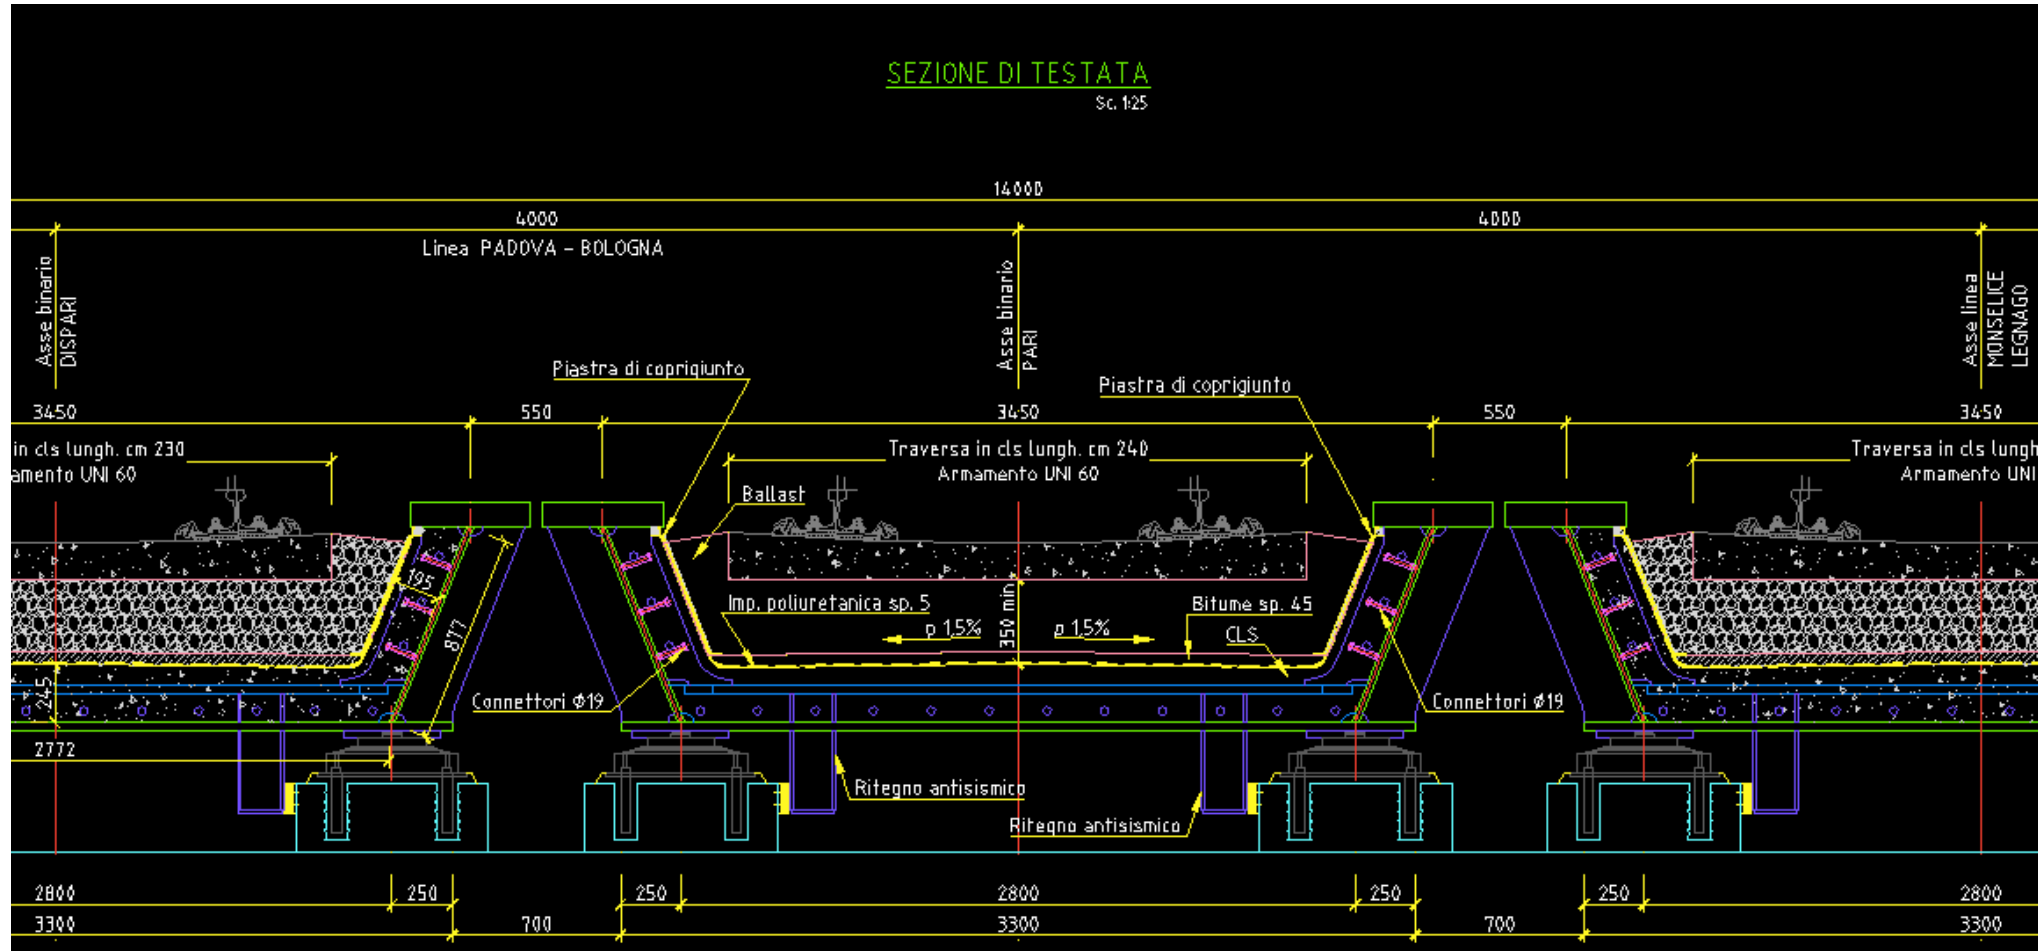 SEZIONE DI TESTATA
Sc. 1:25
14000
4000
4000
Linea PADOVA - BOLOGNA
Asse binario
DISPARI
Asse binario
PARI
Asse linea
MONSELICE
LEGNAGO
Piastra di coprigiunto
Piastra di coprigiunto
3450
550
3450
550
3450
in cls lungh. cm 230
amento UNI 60
Traversa in cls lungh. cm 240
Armamento UNI 60
Traversa in cls lungh
Armamento UNI
Ballast
195
877
Imp. poliuretanica sp. 5
p 1,5%
350 min
p 1,5%
Bitume sp. 45
CLS
245
Connettori ø19
Connettori ø19
2772
Ritegno antisismico
Ritegno antisismico
2800
250
250
2800
250
250
2800
3300
700
3300
700
3300